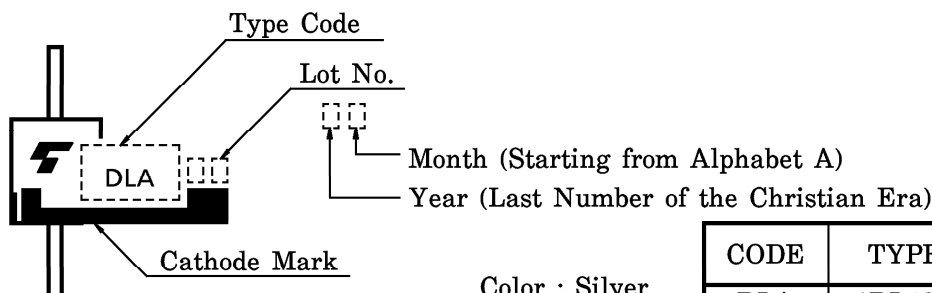 Type Code
Lot No.
Month (Starting from Alphabet A)
DLA
Year (Last Number of the Christian Era)
Cathode Mark
CODE TYPE
Color : Silver